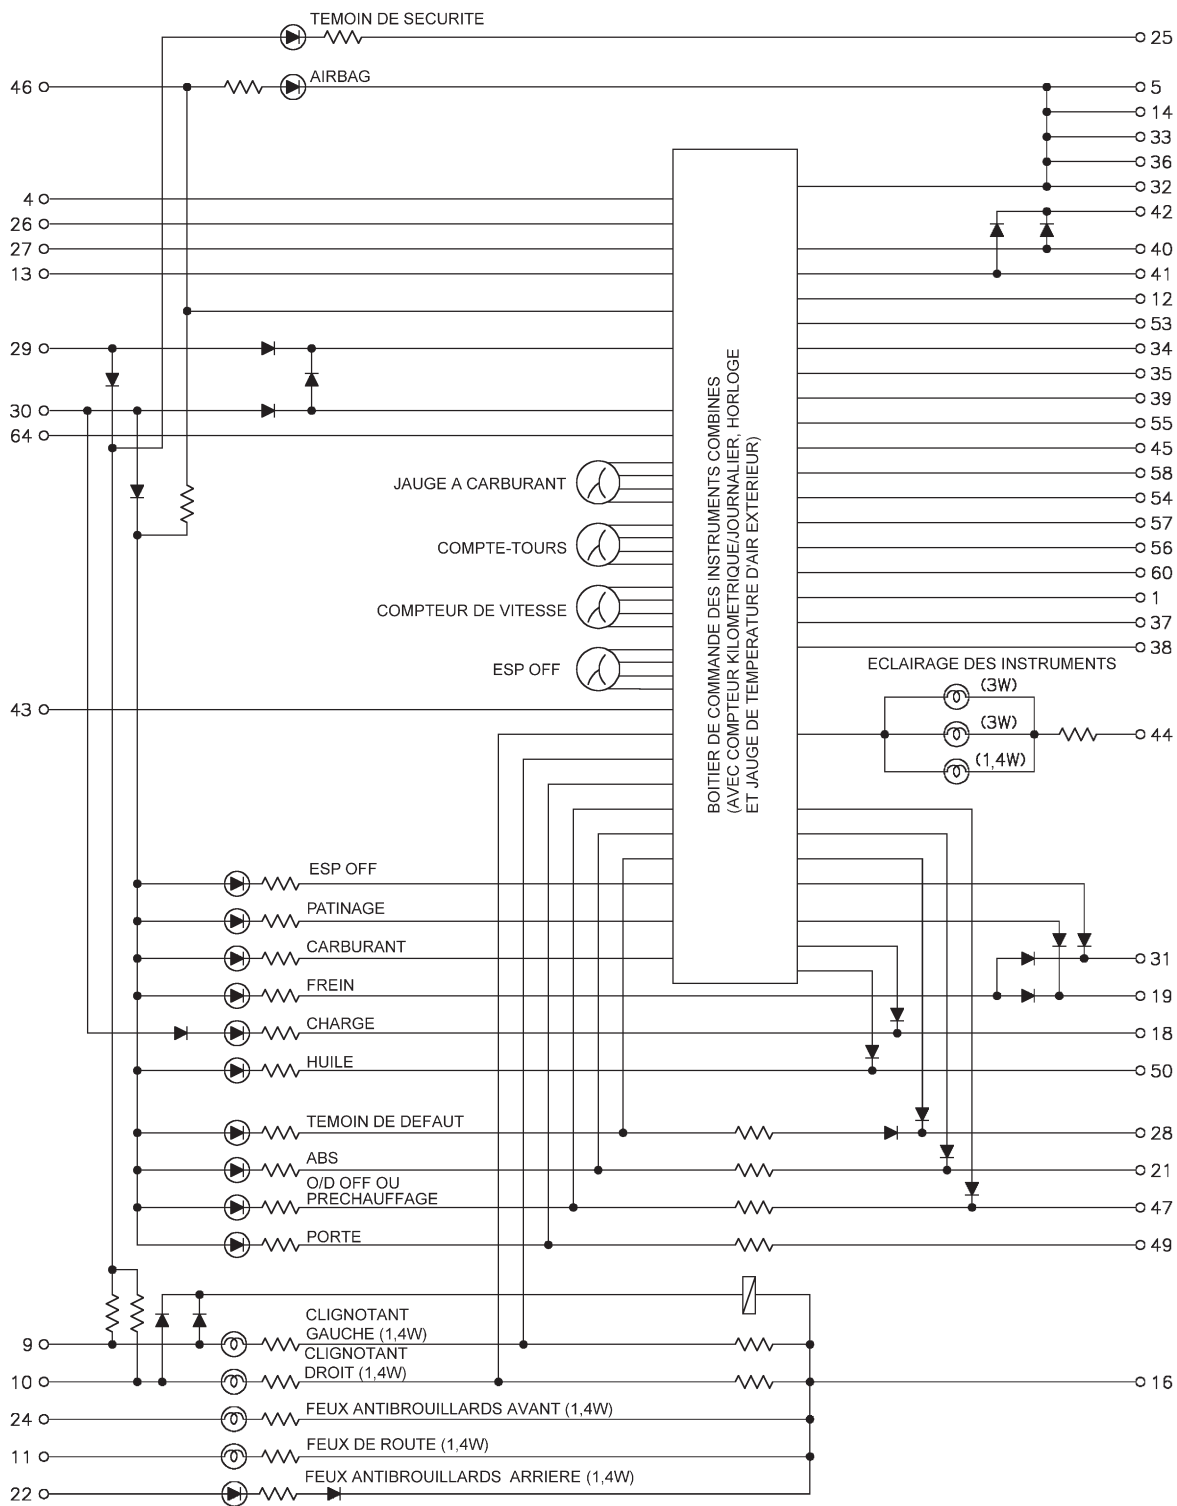 TEMOIN DE SECURITE
25
46
AIRBAG
5
14
33
36
4
32
26
42
27
40
13
41
12
53
29
34
35
30
39
64
55
45
JAUGE A CARBURANT
58
54
57
COMPTE-TOURS
56
60
COMPTEUR DE VITESSE
1
37
38
ESP OFF
BOITIER DE COMMANDE DES INSTRUMENTS COMBINES
(AVEC COMPTEUR KILOMETRIQUE/JOURNALIER, HORLOGE
ET JAUGE DE TEMPERATURE D'AIR EXTERIEUR)
ECLAIRAGE DES INSTRUMENTS
(3W)
43
(3W)
44
(1,4W)
ESP OFF
PATINAGE
CARBURANT
31
FREIN
19
CHARGE
18
HUILE
50
TEMOIN DE DEFAUT
28
ABS
21
O/D OFF OU
PRECHAUFFAGE
47
PORTE
49
CLIGNOTANT
9
GAUCHE (1,4W)
CLIGNOTANT
10
DROIT (1,4W)
16
24
FEUX ANTIBROUILLARDS AVANT (1,4W)
11
FEUX DE ROUTE (1,4W)
22
FEUX ANTIBROUILLARDS ARRIERE (1,4W)